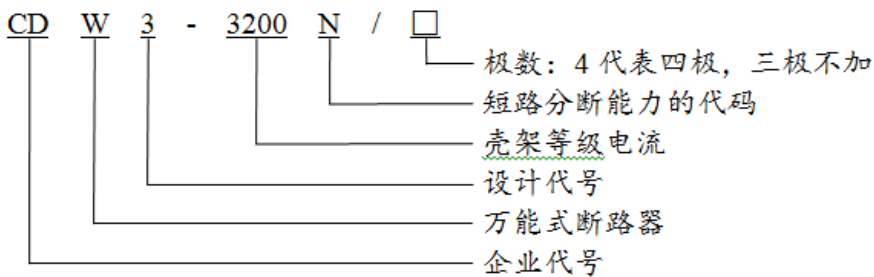 CD W 3 - 3200 N / □
极数：4 代表四极，三极不加
短路分断能力的代码
壳架等级电流
设计代号
万能式断路器
企业代号